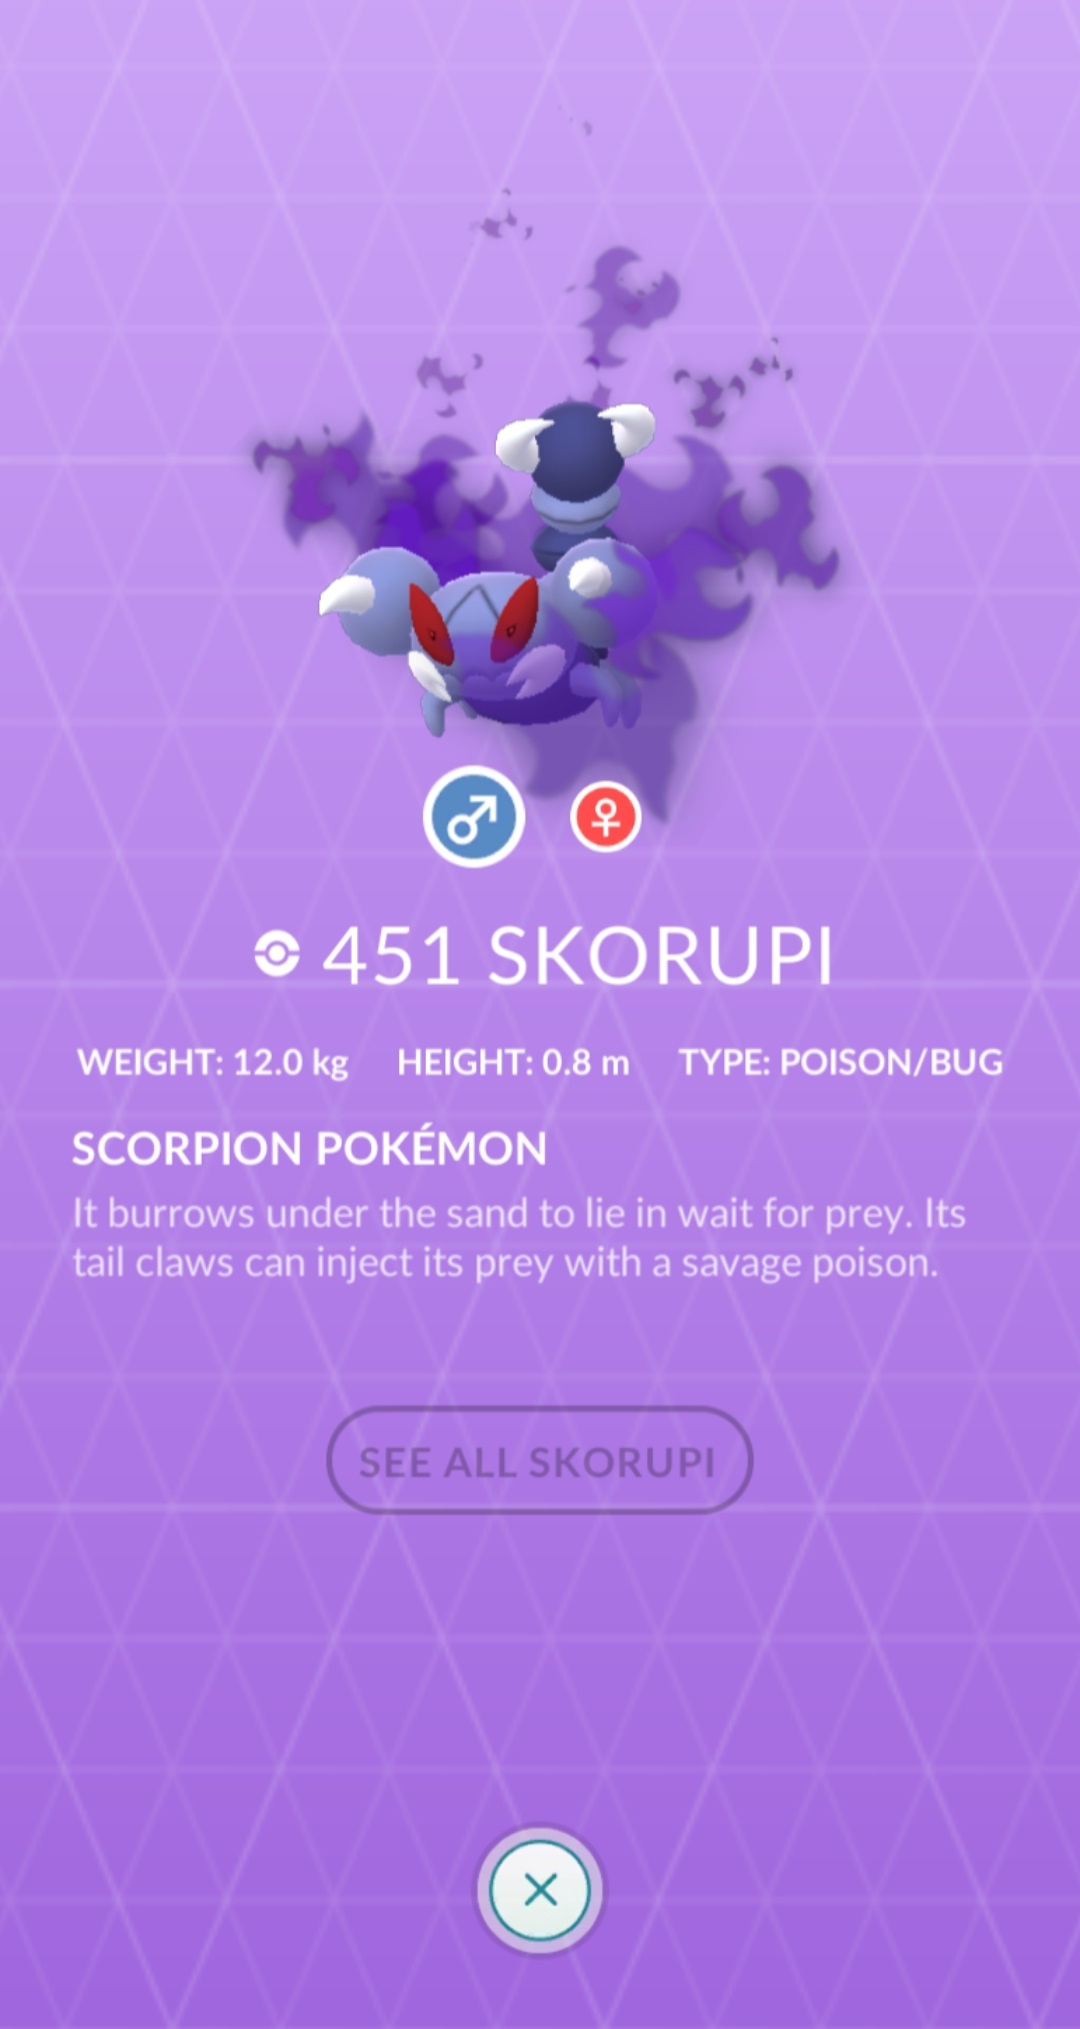 451 SKORUPI
WEIGHT: 12.0 kg HEIGHT: 0.8 m TYPE: POISON/BUG
SCORPION POKÉMON
It burrows under the sand to lie in wait for prey. Its
tail claws can inject its prey with a savage poison.
SEE ALL SKORUPI